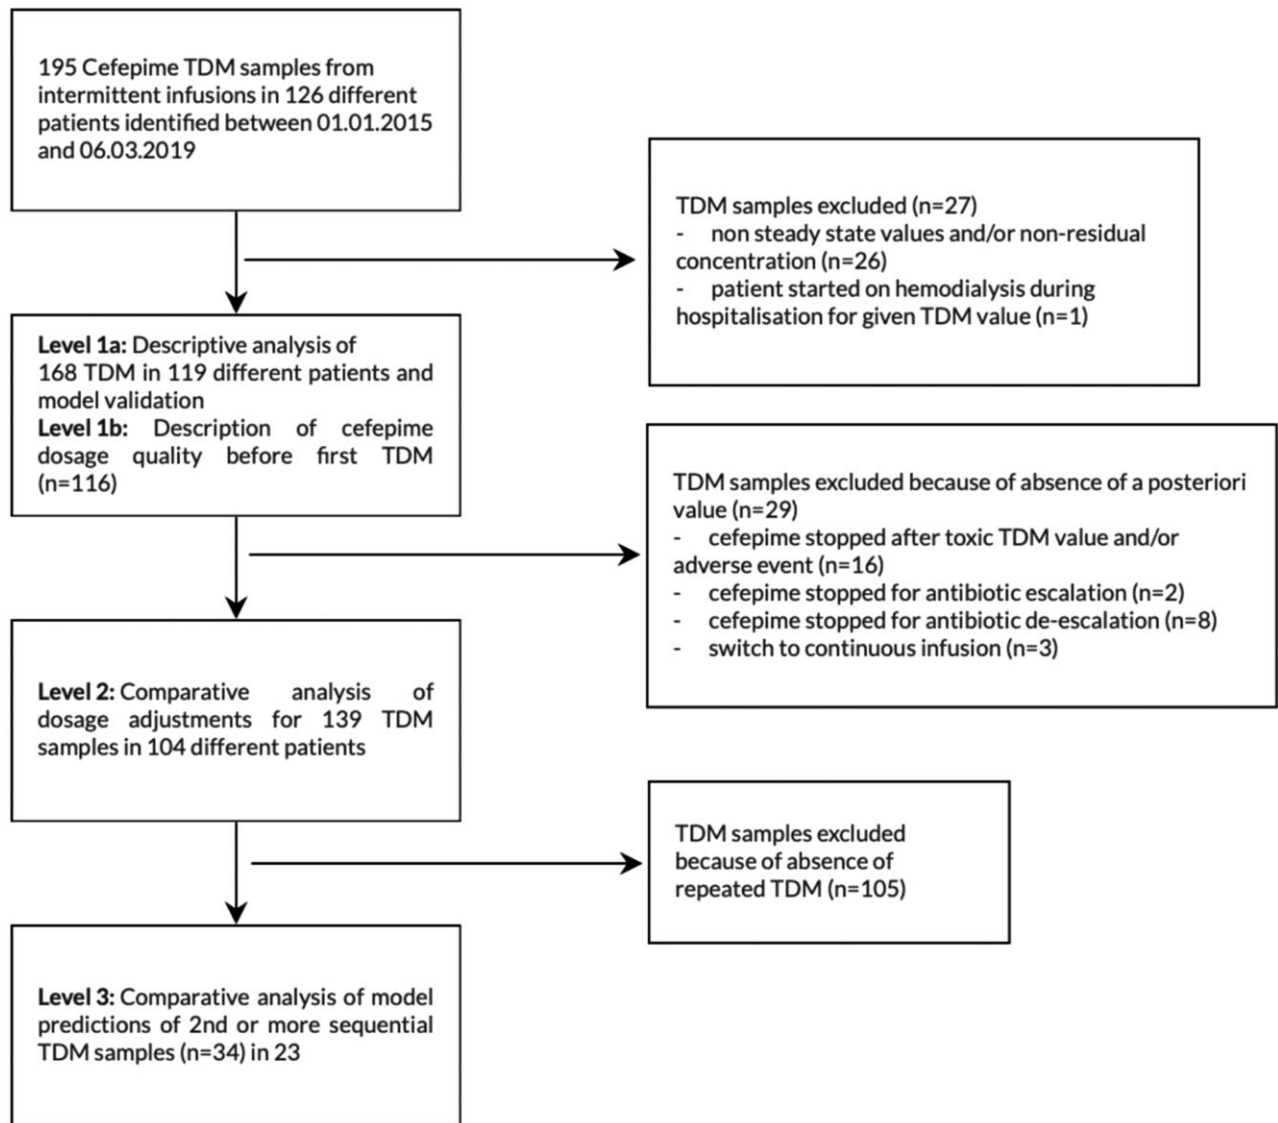 195 Cefepime TDM samples from
intermittent infusions in 126 different
patients identified between 01.01.2015
and 06.03.2019
TDM samples excluded (n=27)
- non steady state values and/or non-residual
concentration (n=26)
- patient started on hemodialysis during
hospitalisation for given TDM value (n=1)
Level 1a: Descriptive analysis of
168 TDM in 119 different patients and
model validation
Level 1b: Description of cefepime
dosage quality before first TDM
(n=116)
TDM samples excluded because of absence of a posteriori
value (n=29)
- cefepime stopped after toxic TDM value and/or
adverse event (n=16)
- cefepime stopped for antibiotic escalation (n=2)
- cefepime stopped for antibiotic de-escalation (n=8)
- switch to continuous infusion (n=3)
Level 2: Comparative analysis of
dosage adjustments for 139 TDM
samples in 104 different patients
TDM samples excluded
because of absence of
repeated TDM (n=105)
Level 3: Comparative analysis of model
predictions of 2nd or more sequential
TDM samples (n=34) in 23